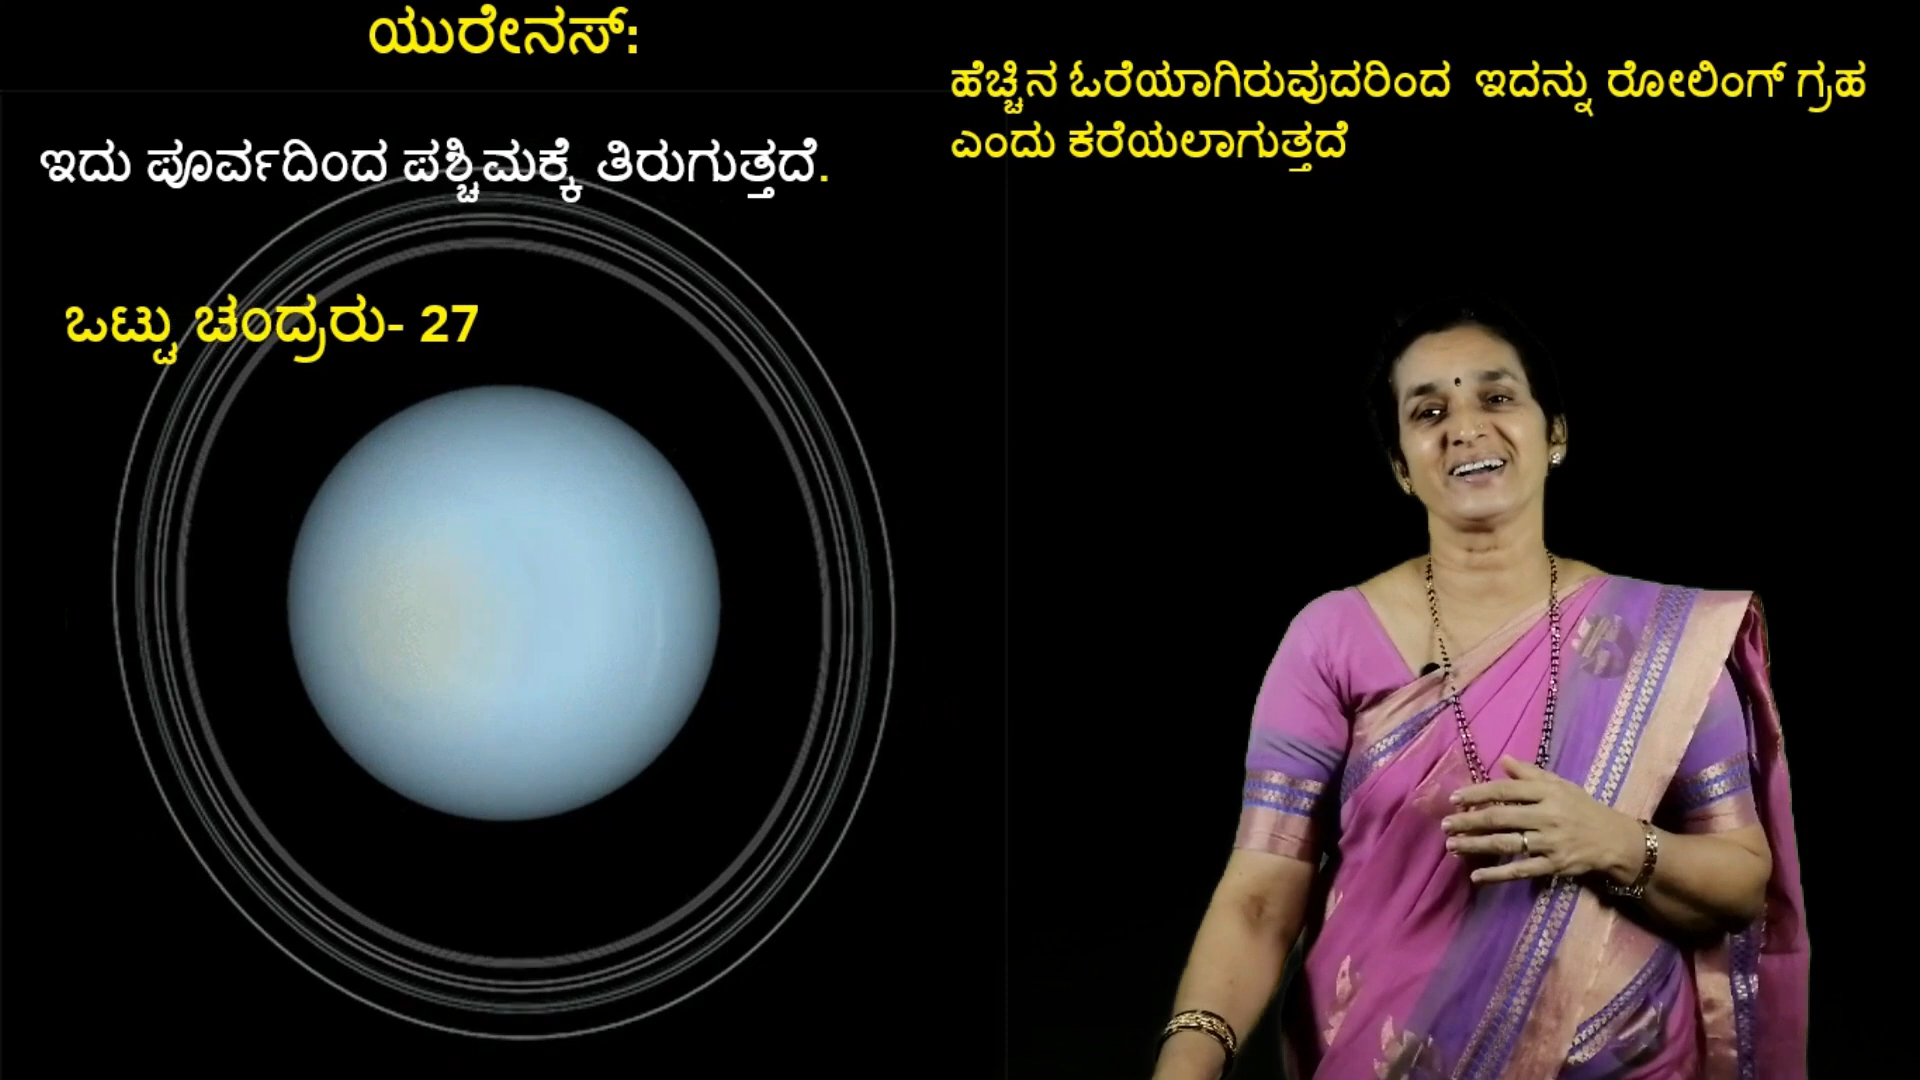 ಯುರೇನಸ್:
ಹೆಚ್ಚಿನ ಓರೆಯಾಗಿರುವುದರಿಂದ ಇದನ್ನು ರೋಲಿಂಗ್ ಗ್ರಹ
ಎಂದು ಕರೆಯಲಾಗುತ್ತದೆ
ಇದು ಪೂರ್ವದಿಂದ ಪಶ್ಚಿಮಕ್ಕೆ ತಿರುಗುತ್ತದೆ.
ಒಟ್ಟು ಚಂದ್ರರು- 27